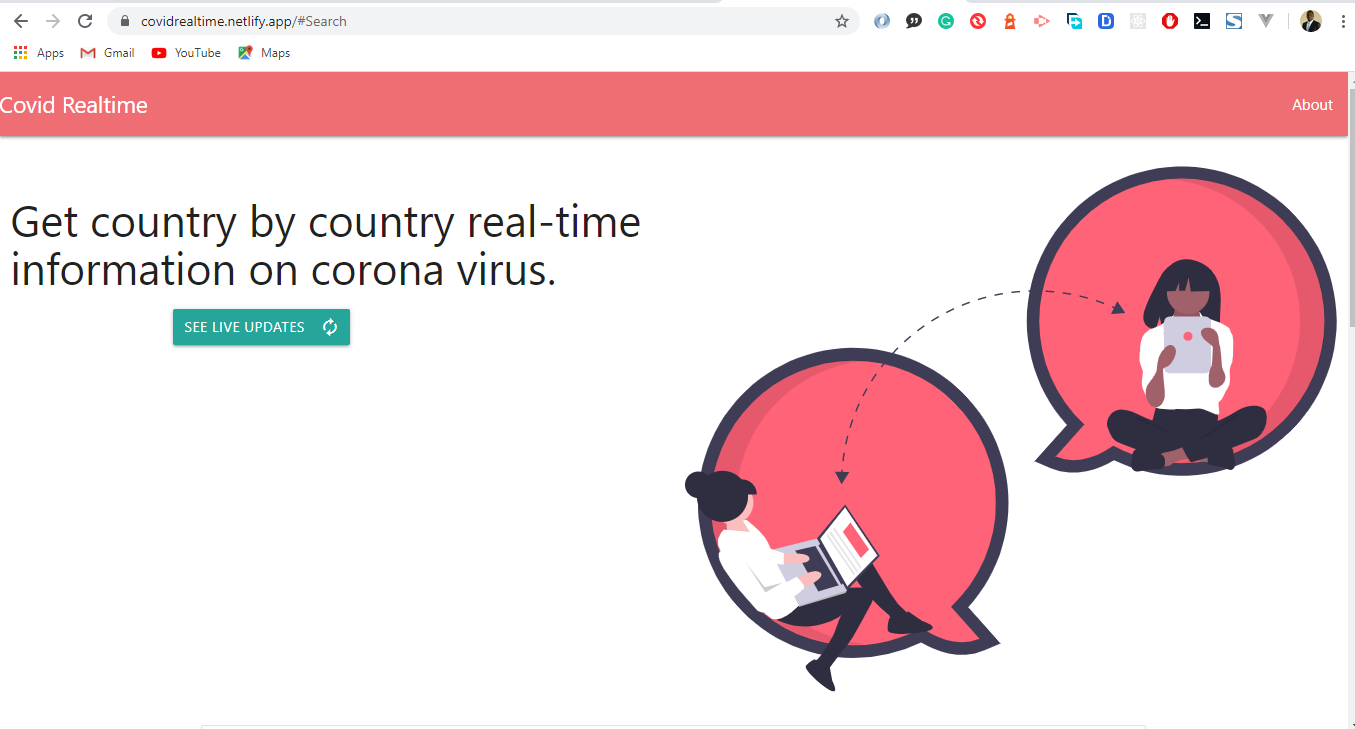 covidrealtime.netlify.app/#Search
Apps Gmail YouTube Maps
Covid Realtime About
Get country by country real-time
information on corona virus.
SEE LIVE UPDATES